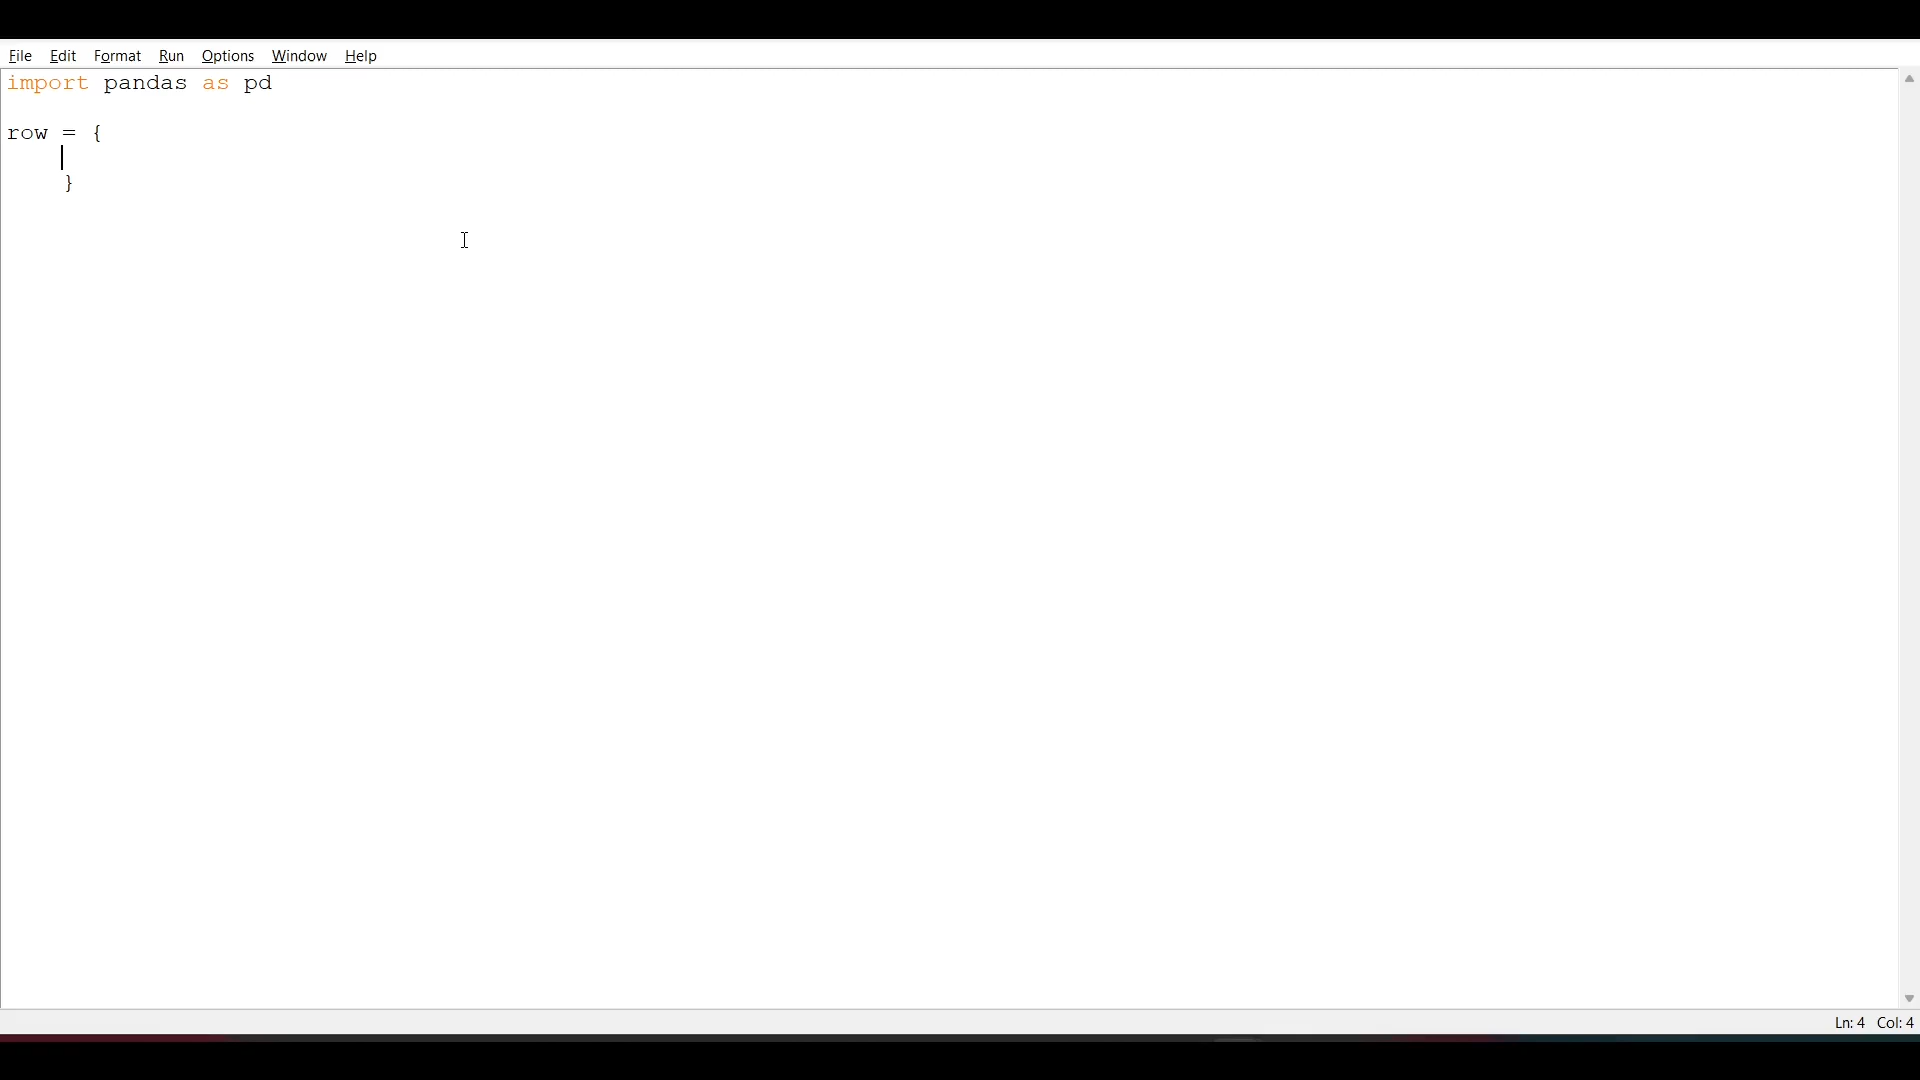 File Edit Format Run Options Window Help
import pandas as pd
row = {
}
Ln: 4 Col: 4